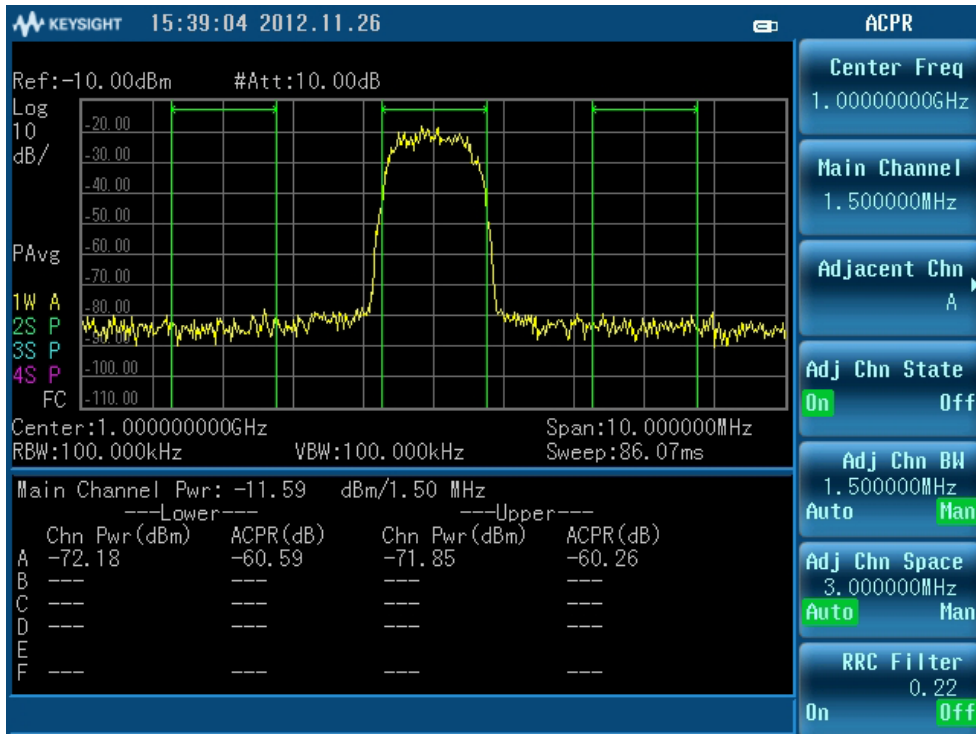 KEYSIGHT 15:39:04 2012.11.26
Ref:-10.00dBm #Att:10.00dB
Log
10
dB/
PAvg
1W A
2S P
3S P
4S P
FC
-20.00
-30.00
-40.00
-50.00
-60.00
-70.00
-80.00
-90.00
-100.00
-110.00
Center:1.000000000GHz Span:10.000000MHz
RBW:100.000kHz VBW:100.000kHz Sweep:86.07ms
Main Channel Pwr: -11.59 dBm/1.50 MHz
---Lower--- ---Upper---
Chn Pwr(dBm) ACPR(dB) Chn Pwr(dBm) ACPR(dB)
A -72.18 -60.59 -71.85 -60.26
B --- --- --- ---
C --- --- --- ---
D --- --- --- ---
E
F --- --- --- ---
ACPR
Center Freq
1.00000000GHz
Main Channel
1.500000MHz
Adjacent Chn
A
Adj Chn State
On Off
Adj Chn BW
1.500000MHz
Auto Man
Adj Chn Space
3.000000MHz
Auto Man
RRC Filter
0.22
On Off